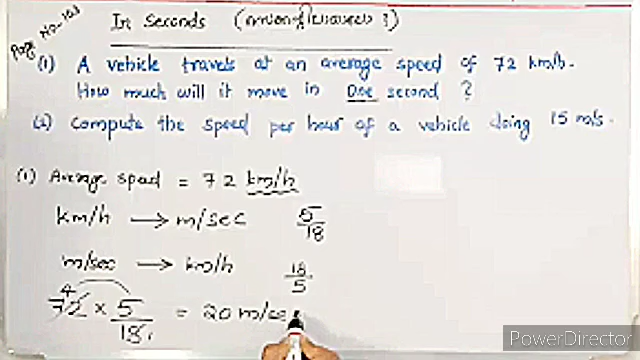 Page No-123
In Seconds
(1) A vehicle travels at an average speed of 72 km/h.
How much will it move in one second ?
(2) Compute the speed per hour of a vehicle doing 15 m/s.
(1) Average speed = 72 km/h
km/h → m/sec 5/18
m/sec → km/h 18/5
4
72 × 5/18 = 20 m/sec
PowerDirector